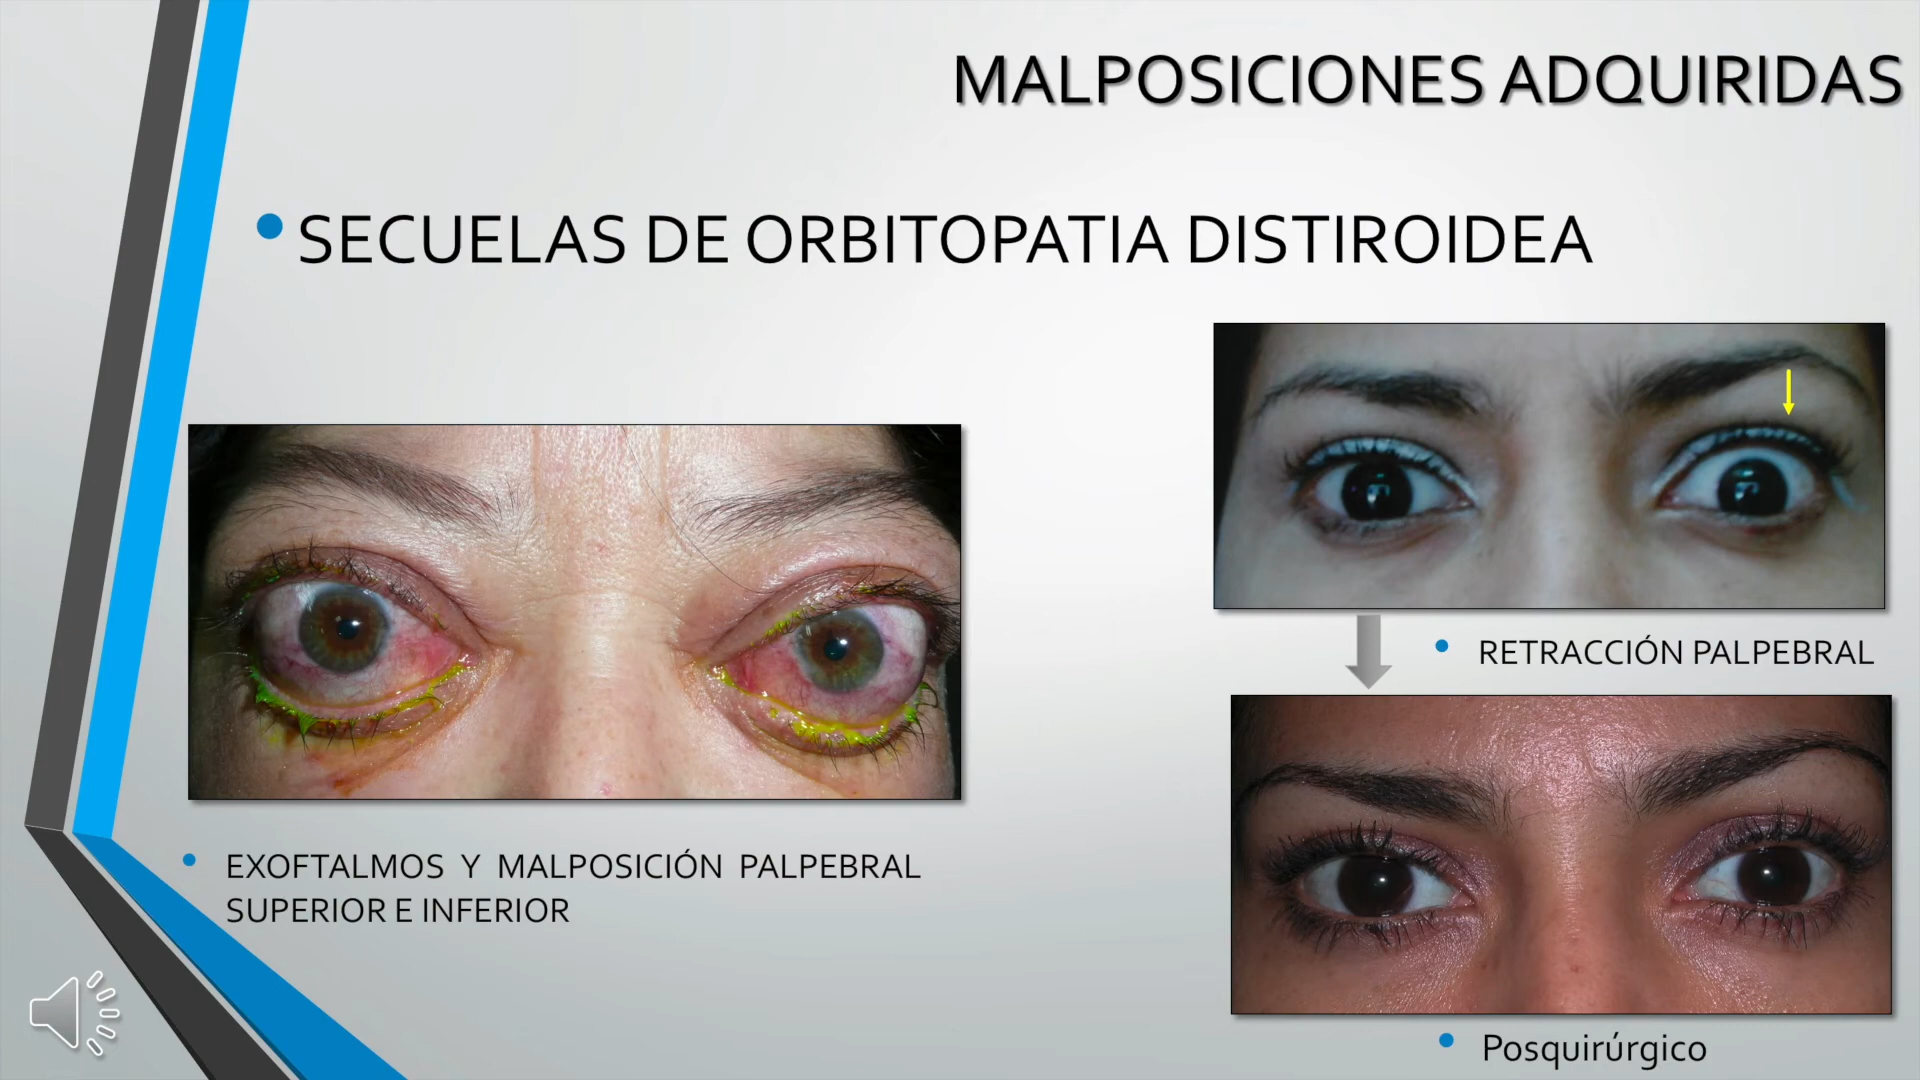 MALPOSICIONES ADQUIRIDAS
• SECUELAS DE ORBITOPATIA DISTIROIDEA
• RETRACCIÓN PALPEBRAL
• EXOFTALMOS Y MALPOSICIÓN PALPEBRAL
SUPERIOR E INFERIOR
• Posquirúrgico